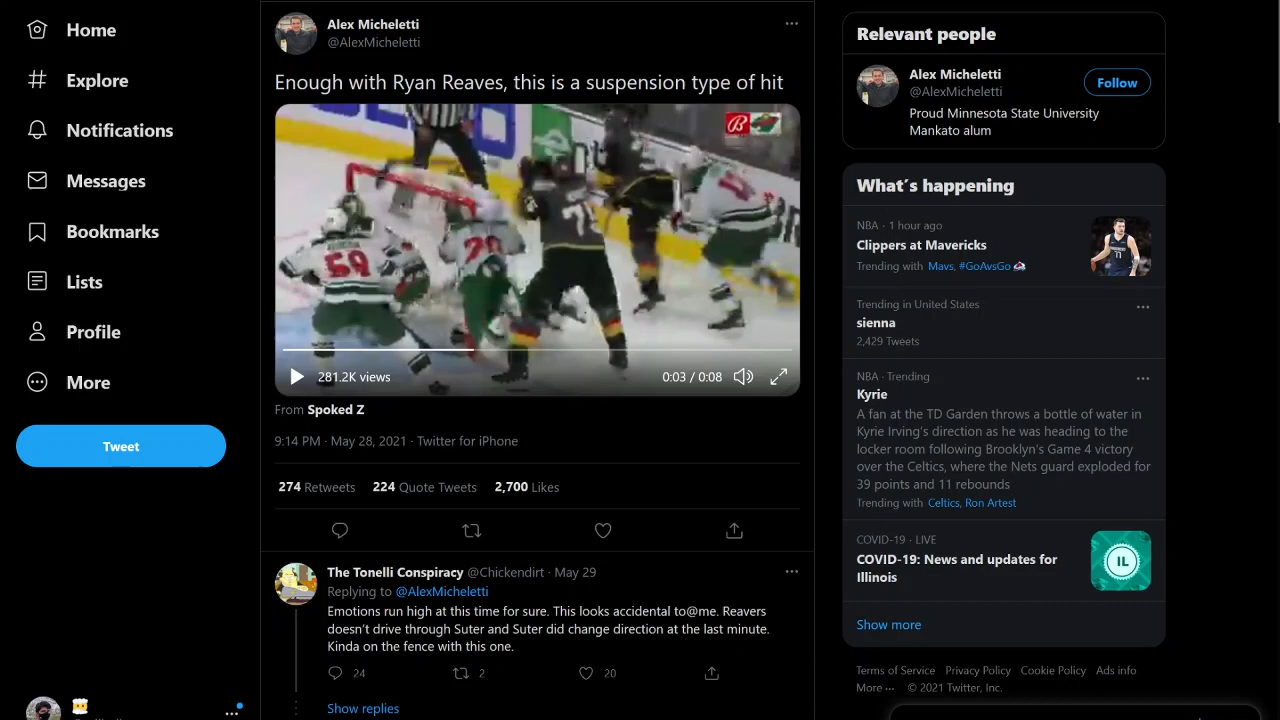 Home
Explore
Notifications
Messages
Bookmarks
Lists
Profile
More
Tweet
Alex Micheletti
@AlexMicheletti
Enough with Ryan Reaves, this is a suspension type of hit
B
59
20
281.2K views
0:03 / 0:08
From Spoked Z
9:14 PM · May 28, 2021 · Twitter for iPhone
274 Retweets 224 Quote Tweets 2,700 Likes
The Tonelli Conspiracy @Chickendirt · May 29
Replying to @AlexMicheletti
Emotions run high at this time for sure. This looks accidental to@me. Reavers
doesn't drive through Suter and Suter did change direction at the last minute.
Kinda on the fence with this one.
24 2 20
Show replies
Relevant people
Alex Micheletti
@AlexMicheletti
Follow
Proud Minnesota State University
Mankato alum
What's happening
NBA · 1 hour ago
Clippers at Mavericks
Trending with Mavs, #GoAvsGo
Trending in United States
sienna
2,429 Tweets
NBA · Trending
Kyrie
A fan at the TD Garden throws a bottle of water in
Kyrie Irving's direction as he was heading to the
locker room following Brooklyn's Game 4 victory
over the Celtics, where the Nets guard exploded for
39 points and 11 rebounds
Trending with Celtics, Ron Artest
COVID-19 · LIVE
COVID-19: News and updates for
Illinois
IL
Show more
Terms of Service Privacy Policy Cookie Policy Ads info
More ··· © 2021 Twitter, Inc.